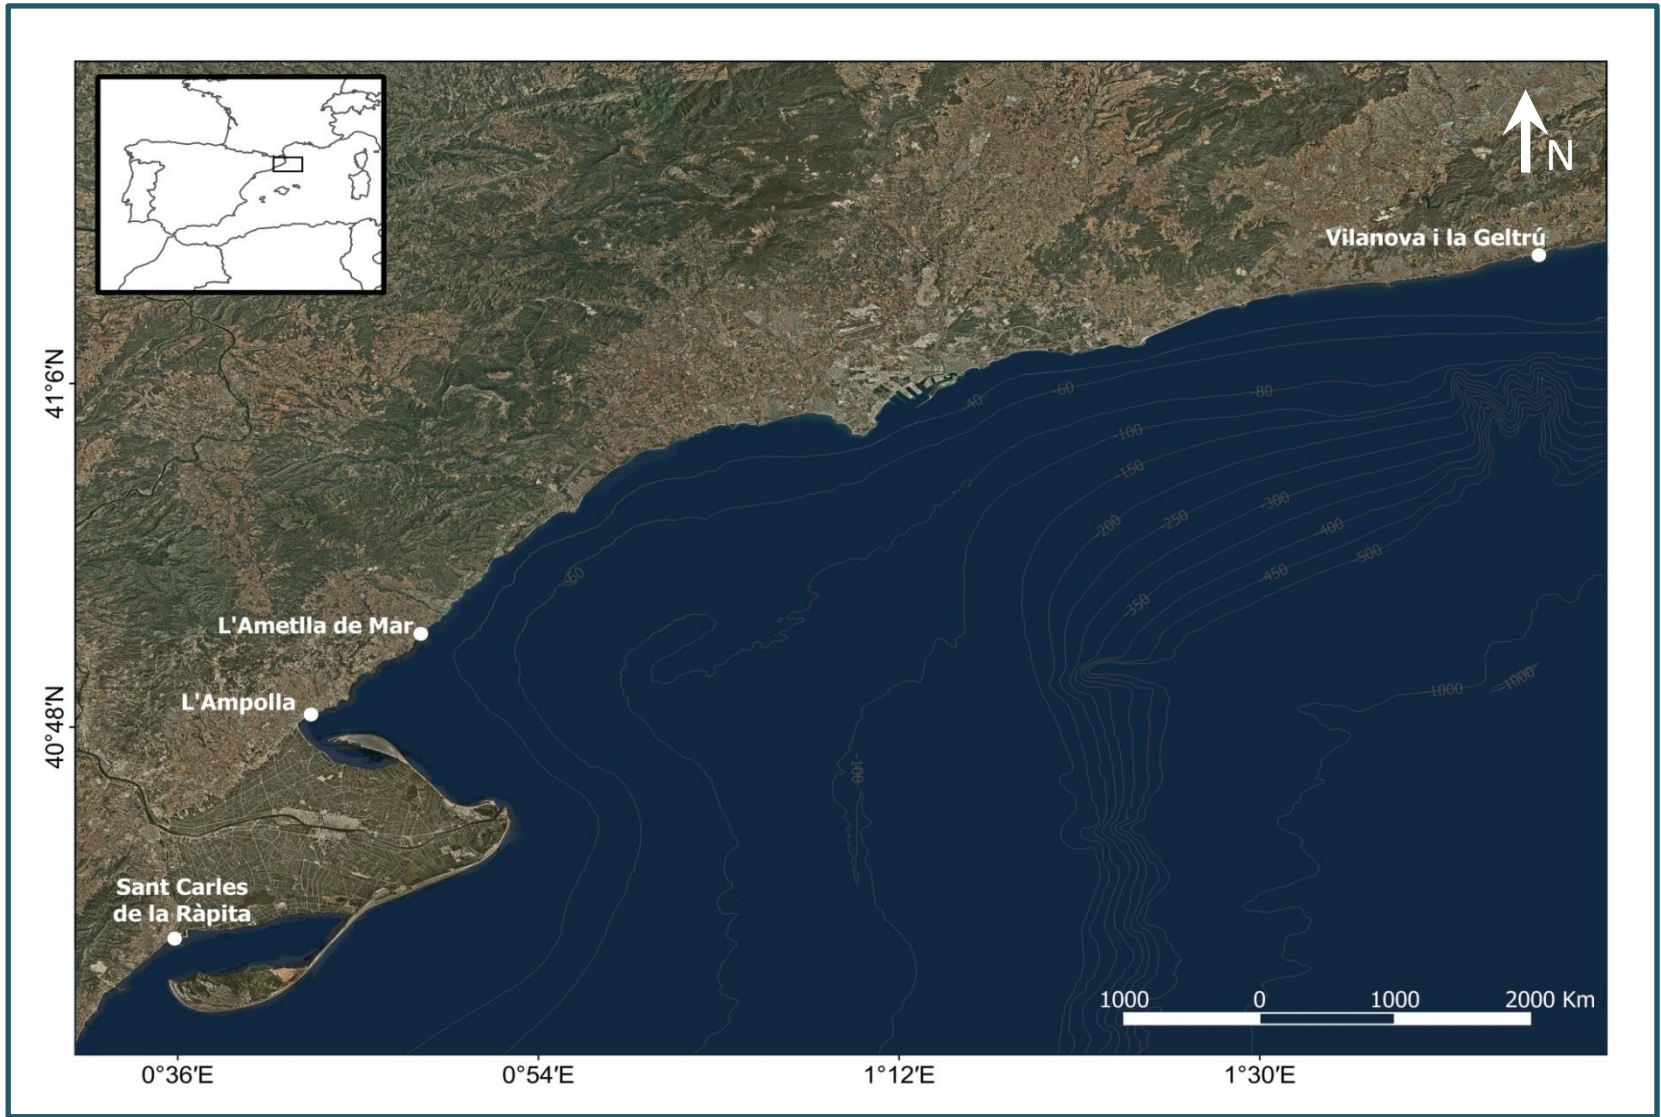 N
Vilanova i la Geltrú
41°6'N
-40
-60
-80
-100
-150
-200
-250
-300
-400
-500
-450
-350
-60
L'Ametlla de Mar
-1000
-1000
L'Ampolla
40°48'N
-100
Sant Carles
de la Ràpita
1000 0 1000 2000 Km
0°36'E 0°54'E 1°12'E 1°30'E